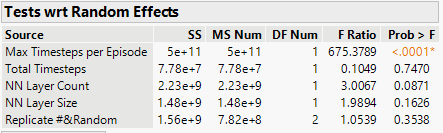 Tests wrt Random Effects
Source SS MS Num DF Num F Ratio Prob > F
Max Timesteps per Episode 5e+11 5e+11 1 675.3789 <.0001*
Total Timesteps 7.78e+7 7.78e+7 1 0.1049 0.7470
NN Layer Count 2.23e+9 2.23e+9 1 3.0067 0.0871
NN Layer Size 1.48e+9 1.48e+9 1 1.9894 0.1626
Replicate #&Random 1.56e+9 7.82e+8 2 1.0539 0.3538